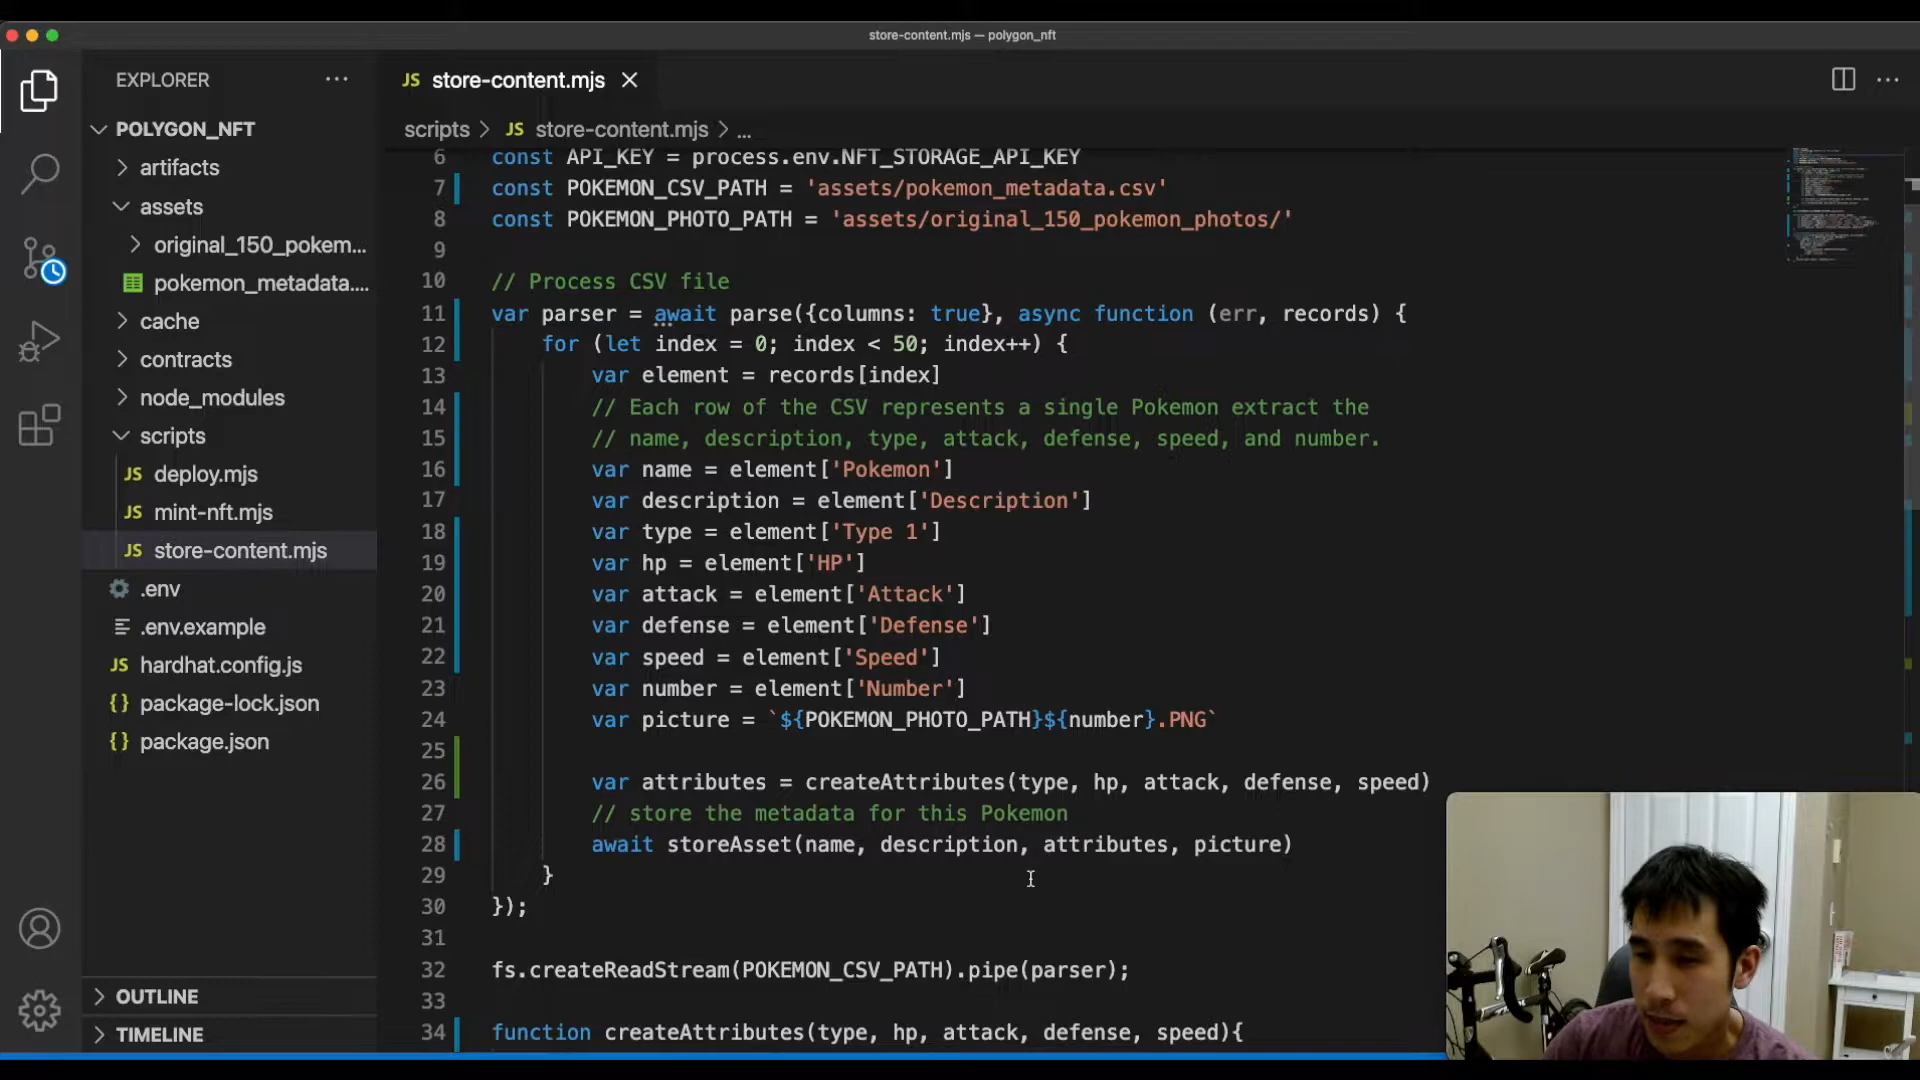 store-content.mjs — polygon_nft
EXPLORER
JS store-content.mjs
POLYGON_NFT
scripts > JS store-content.mjs > ...
artifacts
assets
original_150_pokem...
pokemon_metadata....
cache
contracts
node_modules
scripts
JS deploy.mjs
JS mint-nft.mjs
JS store-content.mjs
.env
.env.example
JS hardhat.config.js
{} package-lock.json
{} package.json
OUTLINE
TIMELINE
6 const API_KEY = process.env.NFT_STORAGE_API_KEY
7 const POKEMON_CSV_PATH = 'assets/pokemon_metadata.csv'
8 const POKEMON_PHOTO_PATH = 'assets/original_150_pokemon_photos/'
9
10 // Process CSV file
11 var parser = await parse({columns: true}, async function (err, records) {
12 for (let index = 0; index < 50; index++) {
13 var element = records[index]
14 // Each row of the CSV represents a single Pokemon extract the
15 // name, description, type, attack, defense, speed, and number.
16 var name = element['Pokemon']
17 var description = element['Description']
18 var type = element['Type 1']
19 var hp = element['HP']
20 var attack = element['Attack']
21 var defense = element['Defense']
22 var speed = element['Speed']
23 var number = element['Number']
24 var picture = `${POKEMON_PHOTO_PATH}${number}.PNG`
25
26 var attributes = createAttributes(type, hp, attack, defense, speed)
27 // store the metadata for this Pokemon
28 await storeAsset(name, description, attributes, picture)
29 }
30 });
31
32 fs.createReadStream(POKEMON_CSV_PATH).pipe(parser);
33
34 function createAttributes(type, hp, attack, defense, speed){